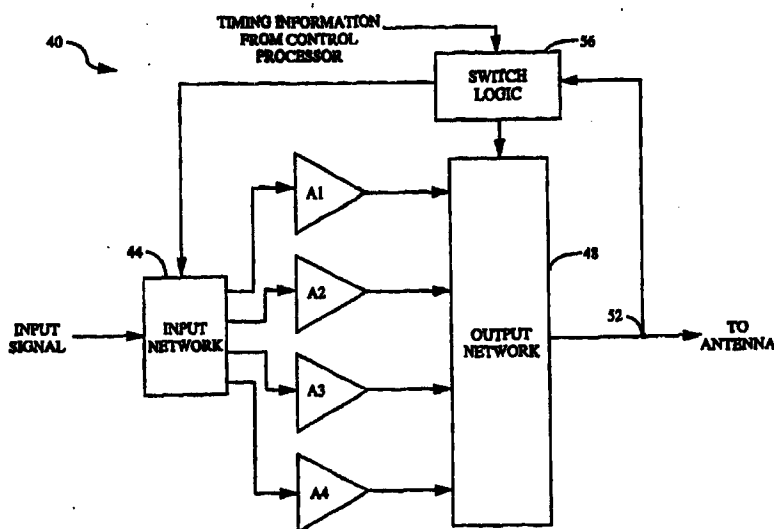 TIMING INFORMATION
FROM CONTROL
PROCESSOR
40
56
SWITCH
LOGIC
A1
44
48
A2
INPUT
SIGNAL
INPUT
NETWORK
OUTPUT
NETWORK
52
TO
ANTENNA
A3
A4